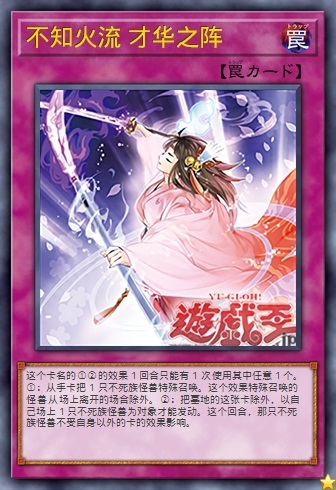 不知火流 才华之阵
トラップ
罠
【罠カード】
YU-GI-OH!
遊戯王
这个卡名的①②的效果1回合只能有1次使用其中任意1个。
①：从手卡把1只不死族怪兽特殊召唤。这个效果特殊召唤的
怪兽从场上离开的场合除外。②：把墓地的这张卡除外，以自
己场上1只不死族怪兽为对象才能发动。这个回合，那只不死
族怪兽不受自身以外的卡的效果影响。